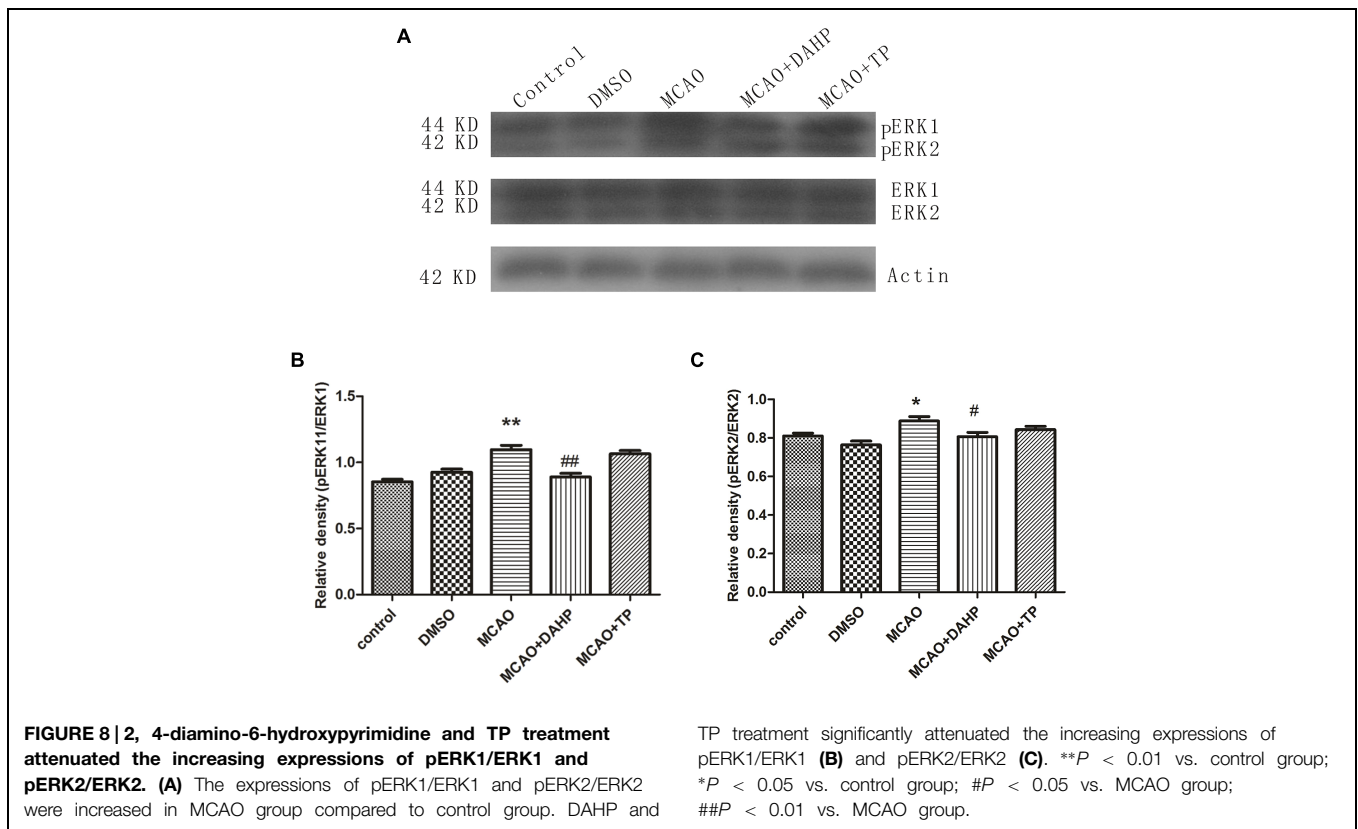 A
Control
DMSO
MCAO
MCAO+DAHP
MCAO+TP
44 KD
42 KD
pERK1
pERK2
44 KD
42 KD
ERK1
ERK2
42 KD
Actin
B
Relative density (pERK11/ERK1)
1.5
1.0
0.5
0.0
**
##
control
DMSO
MCAO
MCAO+DAHP
MCAO+TP
C
Relative density (pERK2/ERK2)
1.0
0.8
0.6
0.4
0.2
0.0
*
#
control
DMSO
MCAO
MCAO+DAHP
MCAO+TP
FIGURE 8 | 2, 4-diamino-6-hydroxypyrimidine and TP treatment
attenuated the increasing expressions of pERK1/ERK1 and
pERK2/ERK2. (A) The expressions of pERK1/ERK1 and pERK2/ERK2
were increased in MCAO group compared to control group. DAHP and
TP treatment significantly attenuated the increasing expressions of
pERK1/ERK1 (B) and pERK2/ERK2 (C). **P < 0.01 vs. control group;
*P < 0.05 vs. control group; #P < 0.05 vs. MCAO group;
##P < 0.01 vs. MCAO group.